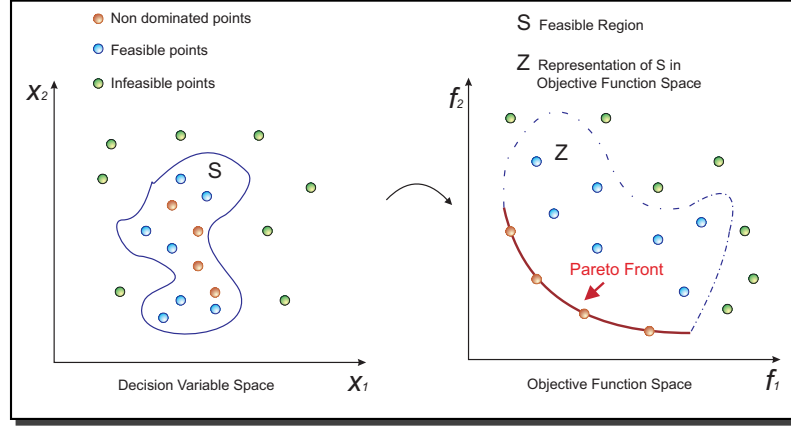 Non dominated points
Feasible points
Infeasible points
S Feasible Region
Z Representation of S in
Objective Function Space
X2
S
X1
Decision Variable Space
f2
Z
Pareto Front
f1
Objective Function Space